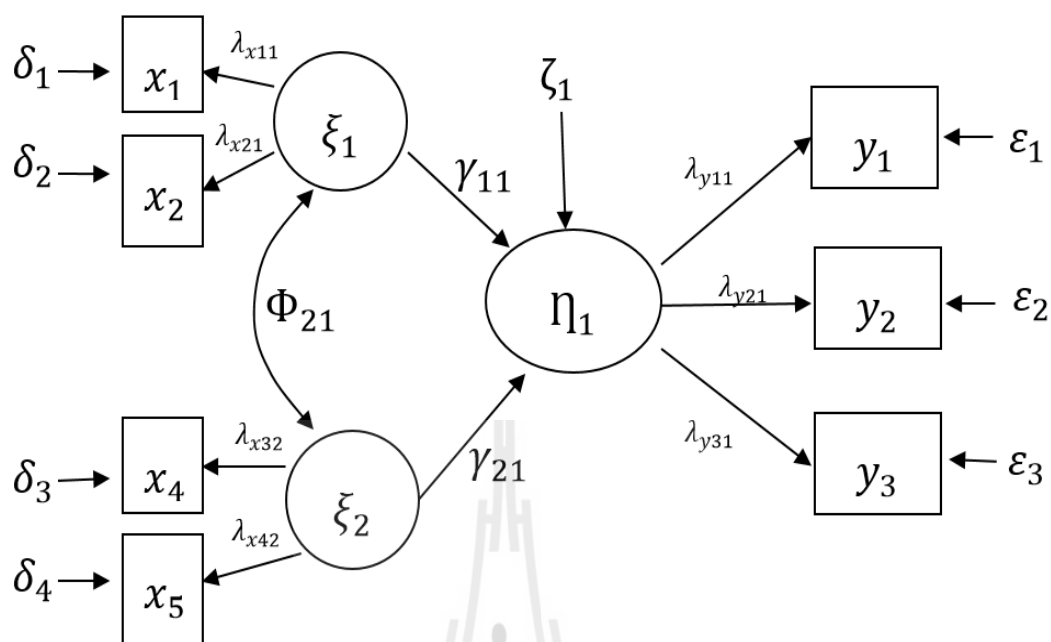 δ₁
x₁
λₓ₁₁
δ₂
x₂
λₓ₂₁
ξ₁
γ₁₁
ζ₁
Φ₂₁
η₁
λy₁₁
y₁
ε₁
λy₂₁
y₂
ε₂
λy₃₁
y₃
ε₃
δ₃
x₄
λₓ₃₂
δ₄
x₅
λₓ₄₂
ξ₂
γ₂₁